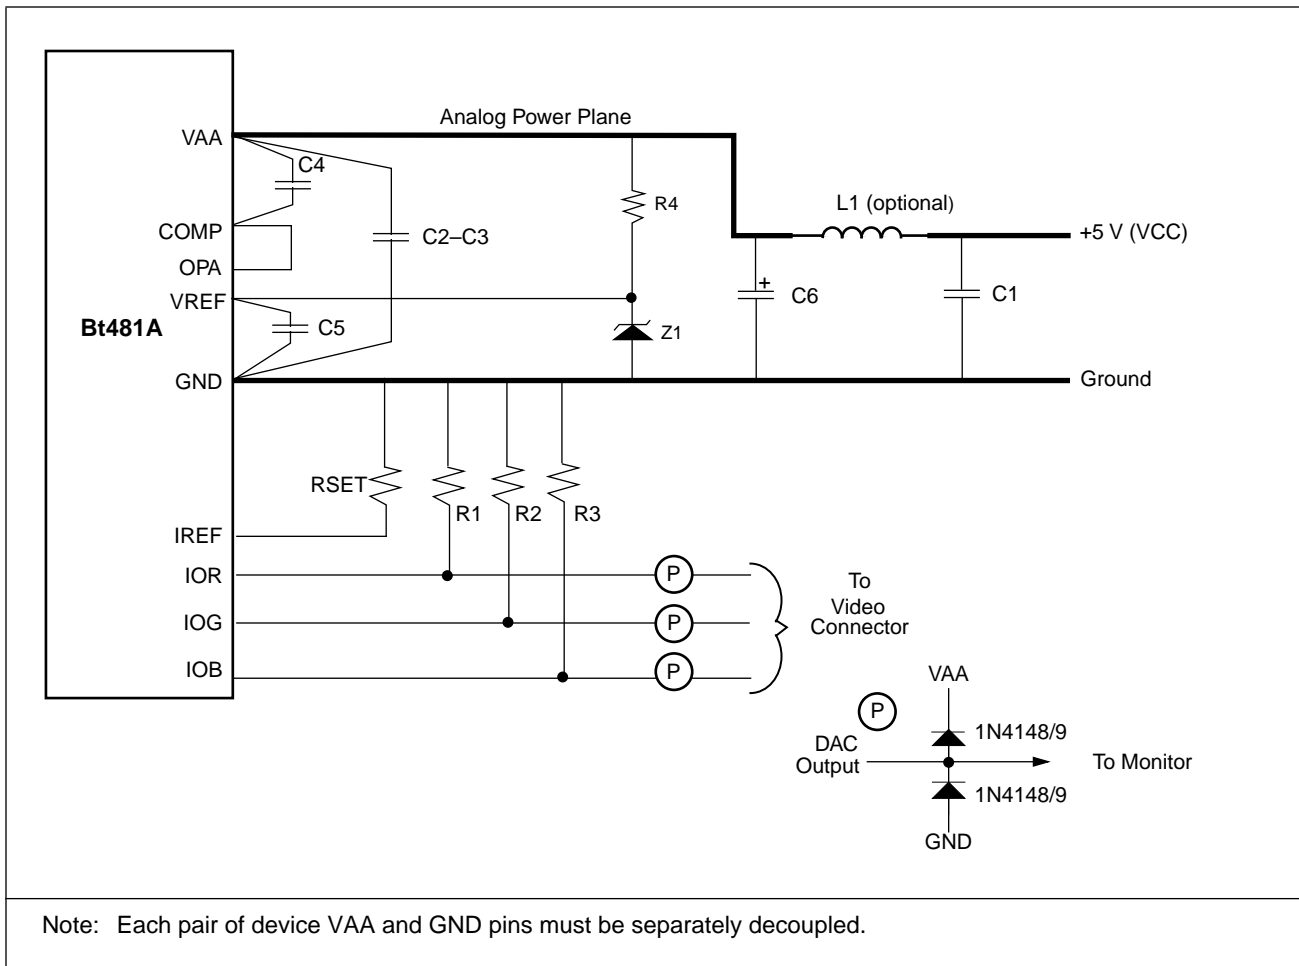 Analog Power Plane
VAA
C4
L1 (optional)
R4
COMP
C2–C3
+5 V (VCC)
OPA
+
C6
C1
VREF
Bt481A
C5
Z1
GND
Ground
RSET
R1
R2
R3
IREF
IOR
P
To
Video
Connector
IOG
P
IOB
P
VAA
P
1N4148/9
DAC
Output
To Monitor
1N4148/9
GND
Note: Each pair of device VAA and GND pins must be separately decoupled.